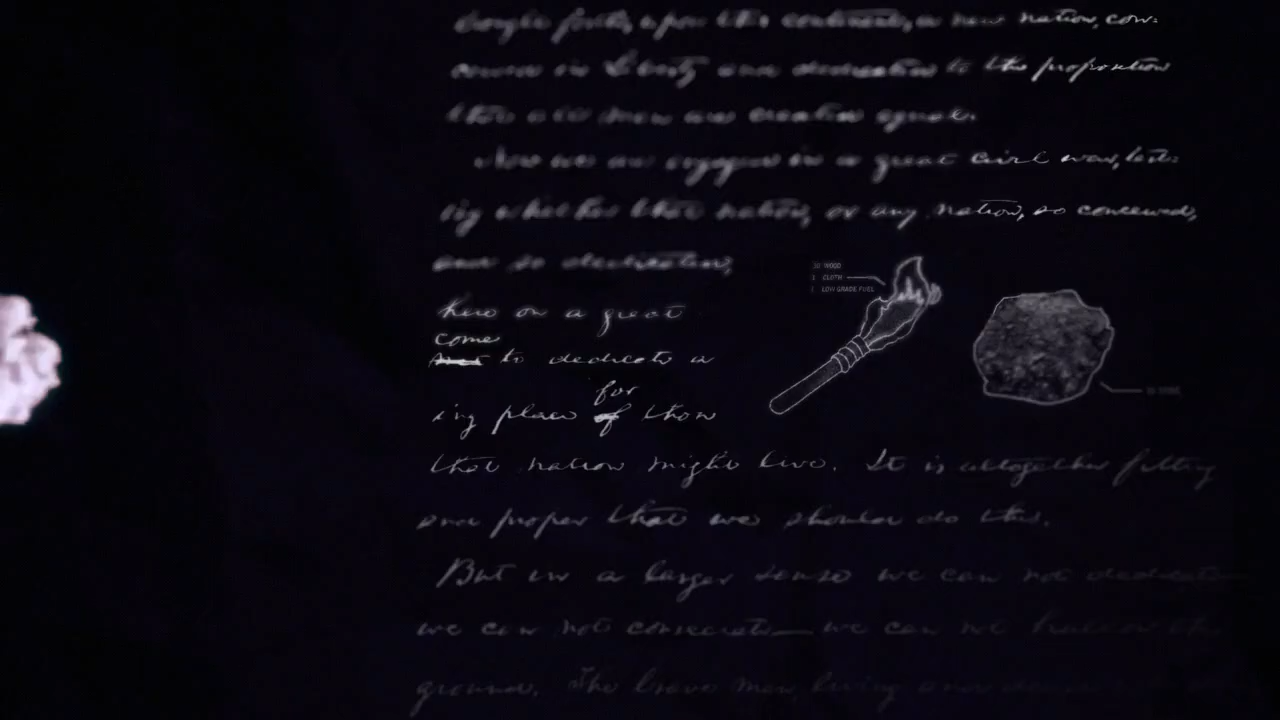 forth, upon this continent, a new nation, con-
ceived in Liberty and dedicated to the proposition
that all men are created equal.
Now we are engaged in a great civil war, test-
ing whether that nation, or any nation, so conceived,
and so dedicated,
30 WOOD
CLOTH
LOW GRADE FUEL
here on a great
come
to dedicate a
for
ing place of those
that nation might live. It is altogether fitting
and proper that we should do this.
But in a larger sense we can not dedicate
we can not consecrate— we can not hallow this
ground. The brave men, living and dead